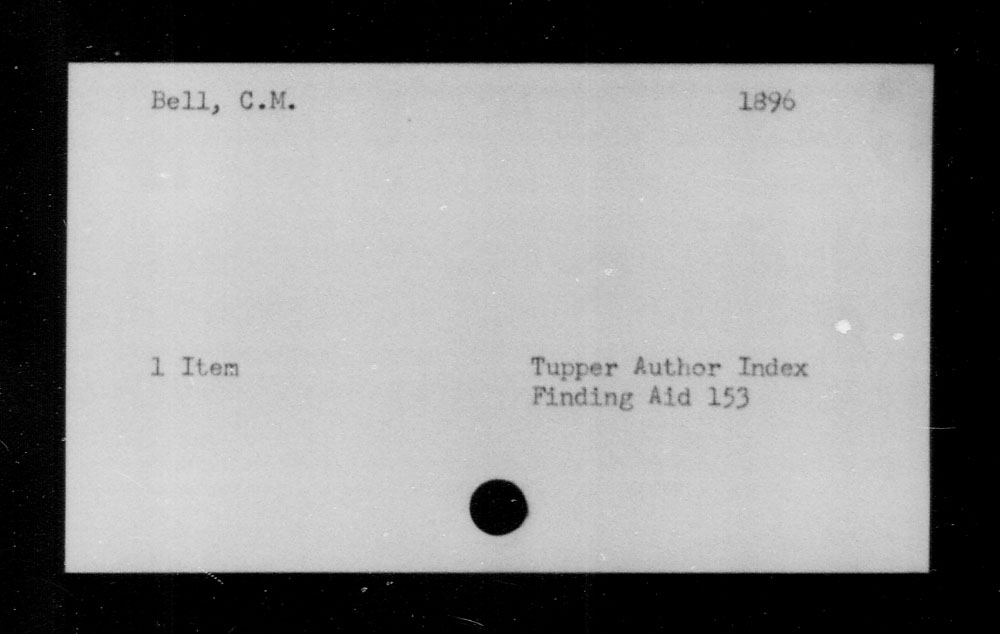 Bell, C.M. 1896
1 Item Tupper Author Index
Finding Aid 153